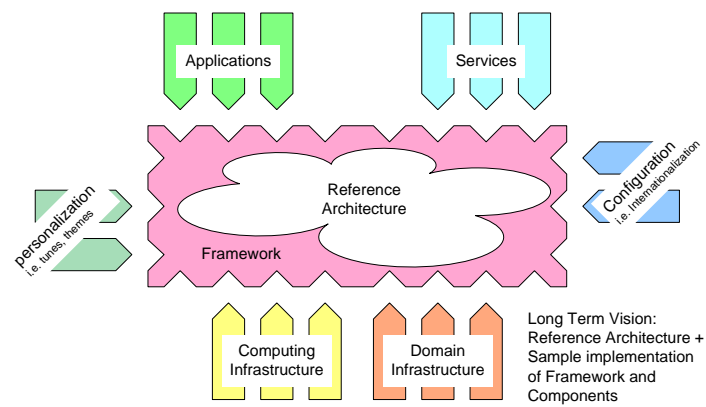 Applications
Services
Reference
Architecture
Configuration
i.e. Internationalization
personalization
i.e. tunes, themes
Framework
Computing
Infrastructure
Domain
Infrastructure
Long Term Vision:
Reference Architecture +
Sample implementation
of Framework and
Components